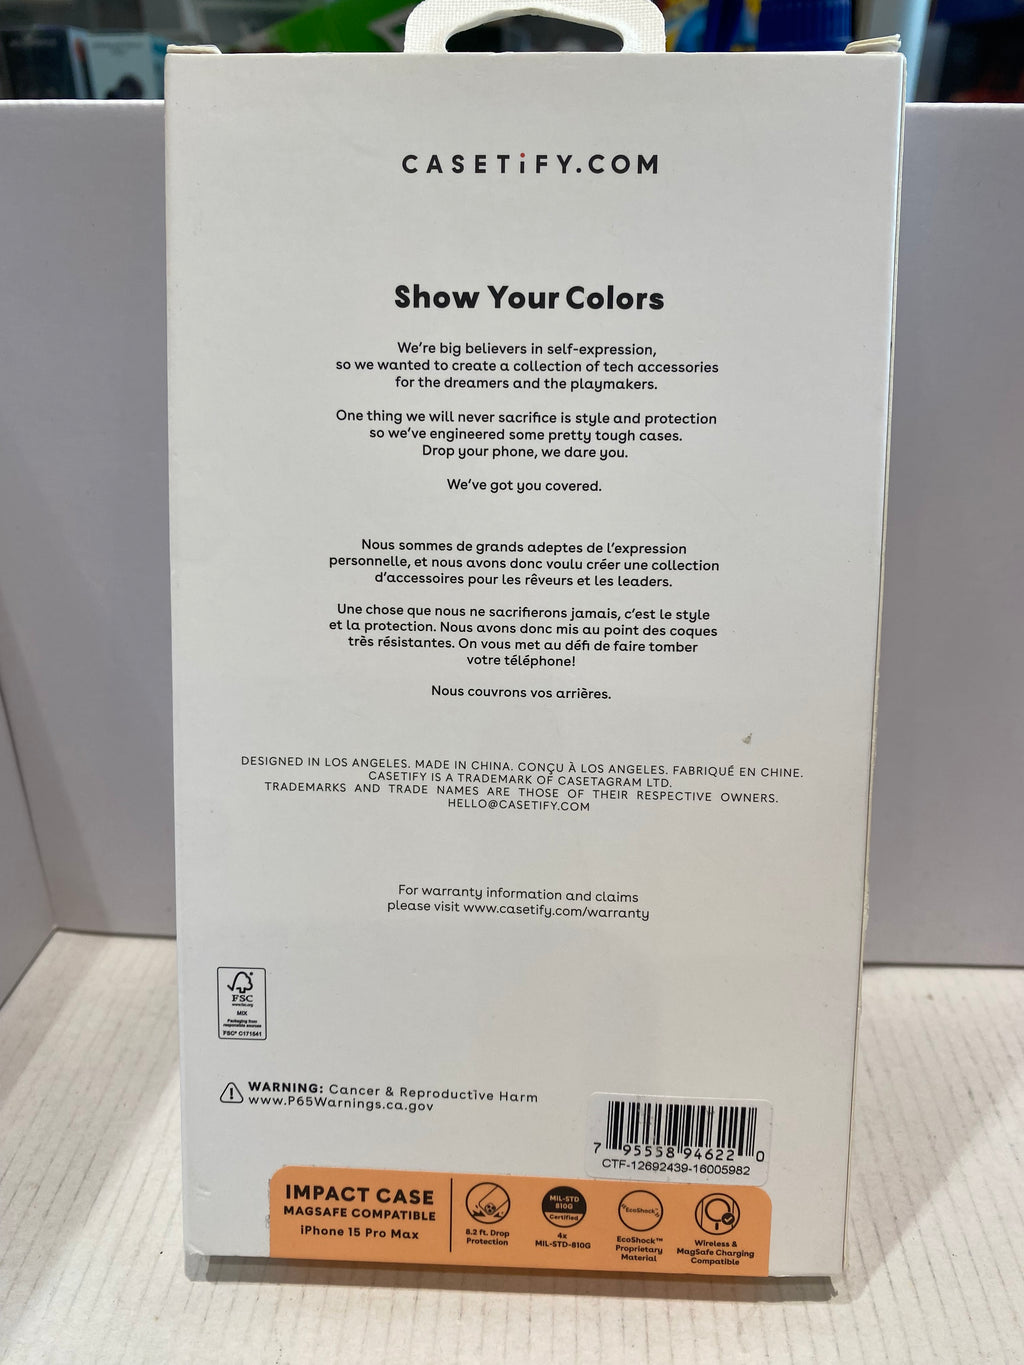 CASETiFY.COM
Show Your Colors
We're big believers in self-expression,
so we wanted to create a collection of tech accessories
for the dreamers and the playmakers.
One thing we will never sacrifice is style and protection
so we've engineered some pretty tough cases.
Drop your phone, we dare you.
We've got you covered.
Nous sommes de grands adeptes de l'expression
personnelle, et nous avons donc voulu créer une collection
d'accessoires pour les rêveurs et les leaders.
Une chose que nous ne sacrifierons jamais, c'est le style
et la protection. Nous avons donc mis au point des coques
très résistantes. On vous met au défi de faire tomber
votre téléphone!
Nous couvrons vos arrières.
DESIGNED IN LOS ANGELES. MADE IN CHINA. CONÇU À LOS ANGELES. FABRIQUÉ EN CHINE.
CASETIFY IS A TRADEMARK OF CASETAGRAM LTD.
TRADEMARKS AND TRADE NAMES ARE THOSE OF THEIR RESPECTIVE OWNERS.
HELLO@CASETIFY.COM
For warranty information and claims
please visit www.casetify.com/warranty
FSC
www.fsc.org
MIX
Packaging from
responsible sources
FSC® C171541
WARNING: Cancer & Reproductive Harm
www.P65Warnings.ca.gov
7 95558 94622 0
CTF-12692439-16005982
IMPACT CASE
MAGSAFE COMPATIBLE
iPhone 15 Pro Max
8.2 ft. Drop
Protection
MIL-STD
810G
Certified
4x
MIL-STD-810G
EcoShock™
EcoShock™
Proprietary
Material
Wireless &
MagSafe Charging
Compatible